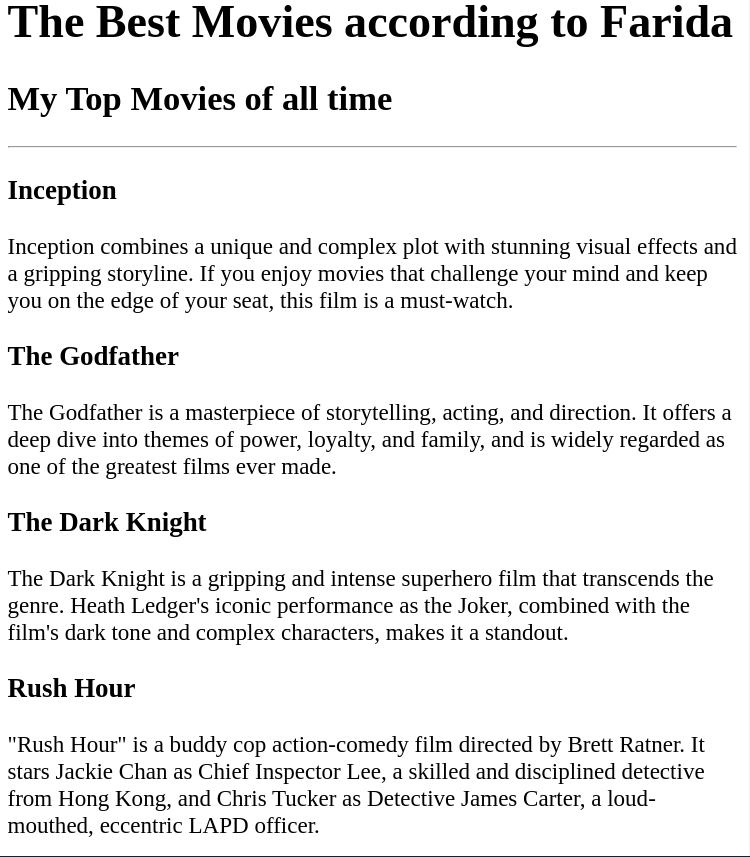 The Best Movies according to Farida
My Top Movies of all time
Inception
Inception combines a unique and complex plot with stunning visual effects and
a gripping storyline. If you enjoy movies that challenge your mind and keep
you on the edge of your seat, this film is a must-watch.
The Godfather
The Godfather is a masterpiece of storytelling, acting, and direction. It offers a
deep dive into themes of power, loyalty, and family, and is widely regarded as
one of the greatest films ever made.
The Dark Knight
The Dark Knight is a gripping and intense superhero film that transcends the
genre. Heath Ledger's iconic performance as the Joker, combined with the
film's dark tone and complex characters, makes it a standout.
Rush Hour
"Rush Hour" is a buddy cop action-comedy film directed by Brett Ratner. It
stars Jackie Chan as Chief Inspector Lee, a skilled and disciplined detective
from Hong Kong, and Chris Tucker as Detective James Carter, a loud-
mouthed, eccentric LAPD officer.